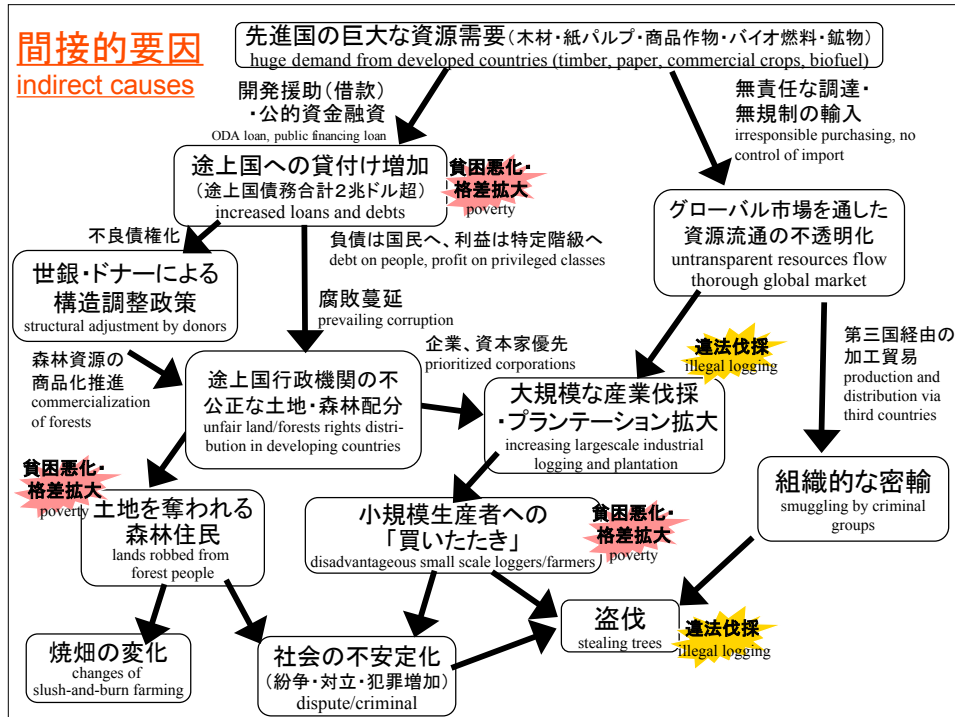 間接的要因
indirect causes
先進国の巨大な資源需要(木材・紙パルプ・商品作物・バイオ燃料・鉱物)
huge demand from developed countries (timber, paper, commercial crops, biofuel)
開発援助(借款)
・公的資金融資
ODA loan, public financing loan
無責任な調達・
無規制の輸入
irresponsible purchasing, no
control of import
途上国への貸付け増加
(途上国債務合計2兆ドル超)
increased loans and debts
貧困悪化・
格差拡大
poverty
グローバル市場を通した
資源流通の不透明化
untransparent resources flow
thorough global market
不良債権化
負債は国民へ、利益は特定階級へ
debt on people, profit on privileged classes
世銀・ドナーによる
構造調整政策
structural adjustment by donors
腐敗蔓延
prevailing corruption
森林資源の
商品化推進
commercialization
of forests
企業、資本家優先
prioritized corporations
違法伐採
illegal logging
第三国経由の
加工貿易
production and
distribution via
third countries
途上国行政機関の不
公正な土地・森林配分
unfair land/forests rights distri-
bution in developing countries
大規模な産業伐採
・プランテーション拡大
increasing largescale industrial
logging and plantation
貧困悪化・
格差拡大
poverty
土地を奪われる
森林住民
lands robbed from
forest people
小規模生産者への
「買いたたき」
disadvantageous small scale loggers/farmers
貧困悪化・
格差拡大
poverty
組織的な密輸
smuggling by criminal
groups
焼畑の変化
changes of
slush-and-burn farming
社会の不安定化
(紛争・対立・犯罪増加)
dispute/criminal
盗伐
stealing trees
違法伐採
illegal logging